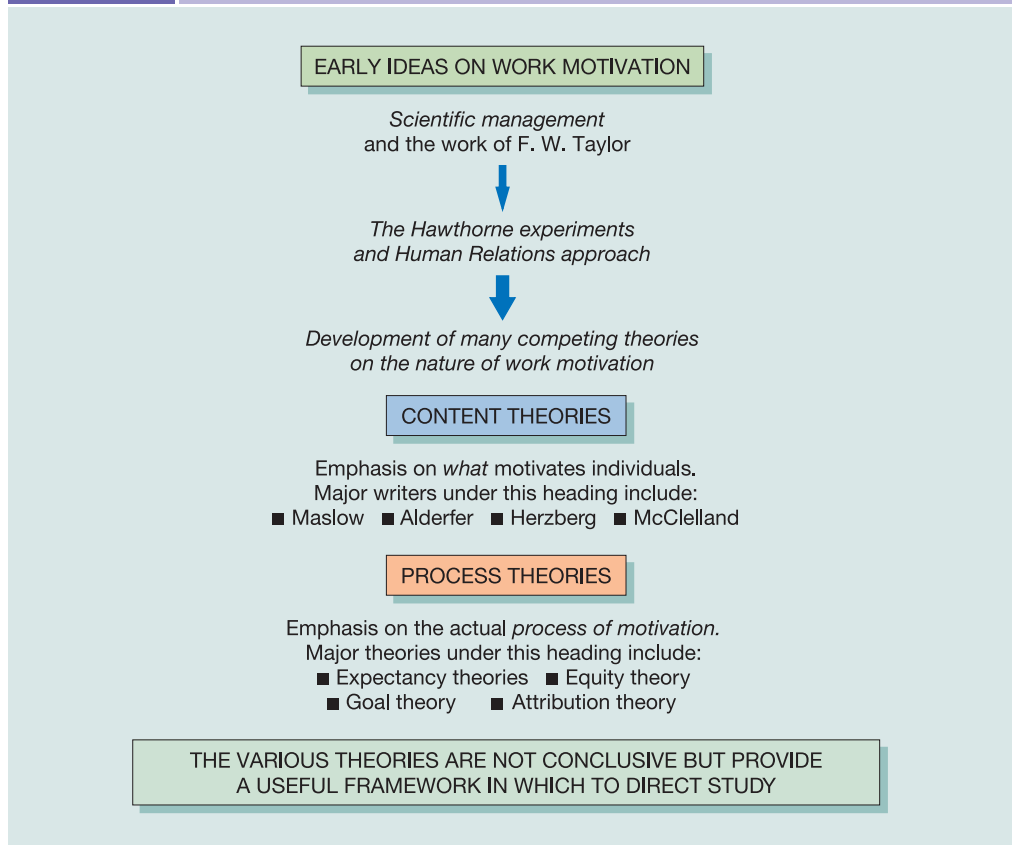 EARLY IDEAS ON WORK MOTIVATION
Scientific management
and the work of F. W. Taylor
The Hawthorne experiments
and Human Relations approach
Development of many competing theories
on the nature of work motivation
CONTENT THEORIES
Emphasis on what motivates individuals.
Major writers under this heading include:
■ Maslow ■ Alderfer ■ Herzberg ■ McClelland
PROCESS THEORIES
Emphasis on the actual process of motivation.
Major theories under this heading include:
■ Expectancy theories ■ Equity theory
■ Goal theory ■ Attribution theory
THE VARIOUS THEORIES ARE NOT CONCLUSIVE BUT PROVIDE
A USEFUL FRAMEWORK IN WHICH TO DIRECT STUDY